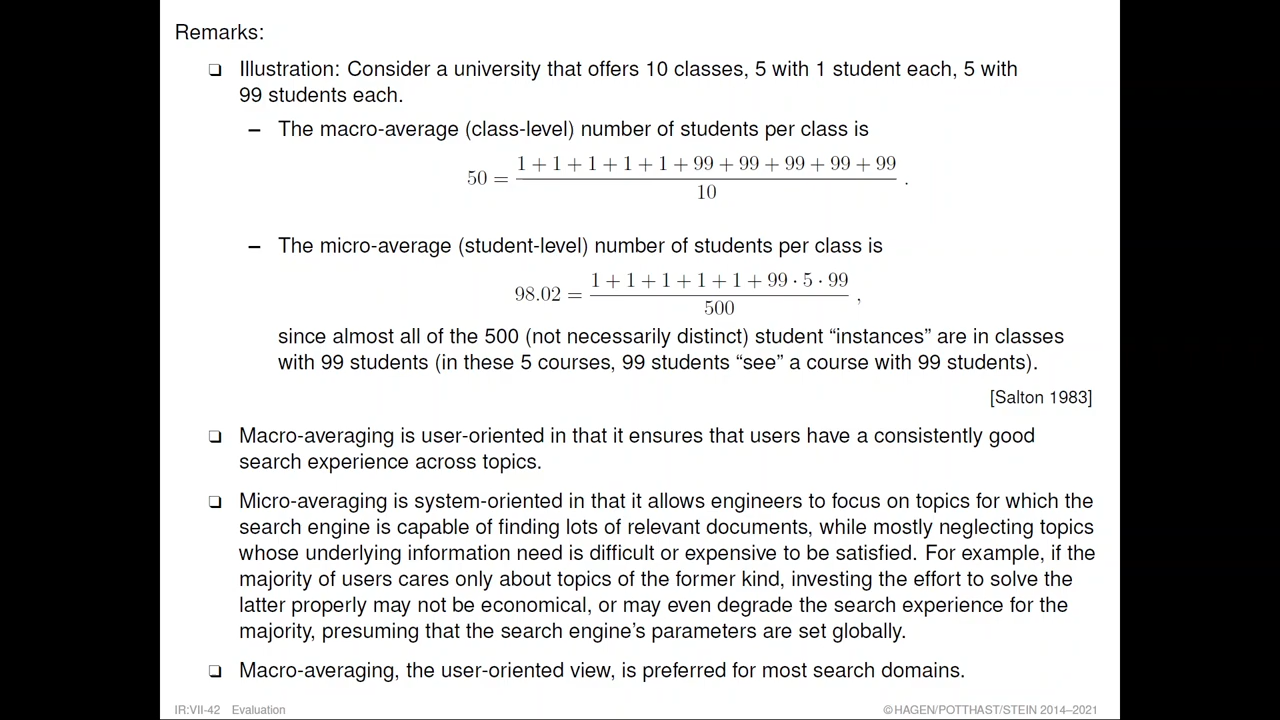 Remarks:
❑ Illustration: Consider a university that offers 10 classes, 5 with 1 student each, 5 with
99 students each.
– The macro-average (class-level) number of students per class is
50 = (1 + 1 + 1 + 1 + 1 + 99 + 99 + 99 + 99 + 99) / 10 .
– The micro-average (student-level) number of students per class is
98.02 = (1 + 1 + 1 + 1 + 1 + 99 · 5 · 99) / 500 ,
since almost all of the 500 (not necessarily distinct) student “instances” are in classes
with 99 students (in these 5 courses, 99 students “see” a course with 99 students).
[Salton 1983]
❑ Macro-averaging is user-oriented in that it ensures that users have a consistently good
search experience across topics.
❑ Micro-averaging is system-oriented in that it allows engineers to focus on topics for which the
search engine is capable of finding lots of relevant documents, while mostly neglecting topics
whose underlying information need is difficult or expensive to be satisfied. For example, if the
majority of users cares only about topics of the former kind, investing the effort to solve the
latter properly may not be economical, or may even degrade the search experience for the
majority, presuming that the search engine’s parameters are set globally.
❑ Macro-averaging, the user-oriented view, is preferred for most search domains.
IR:VII-42 Evaluation ©HAGEN/POTTHAST/STEIN 2014–2021